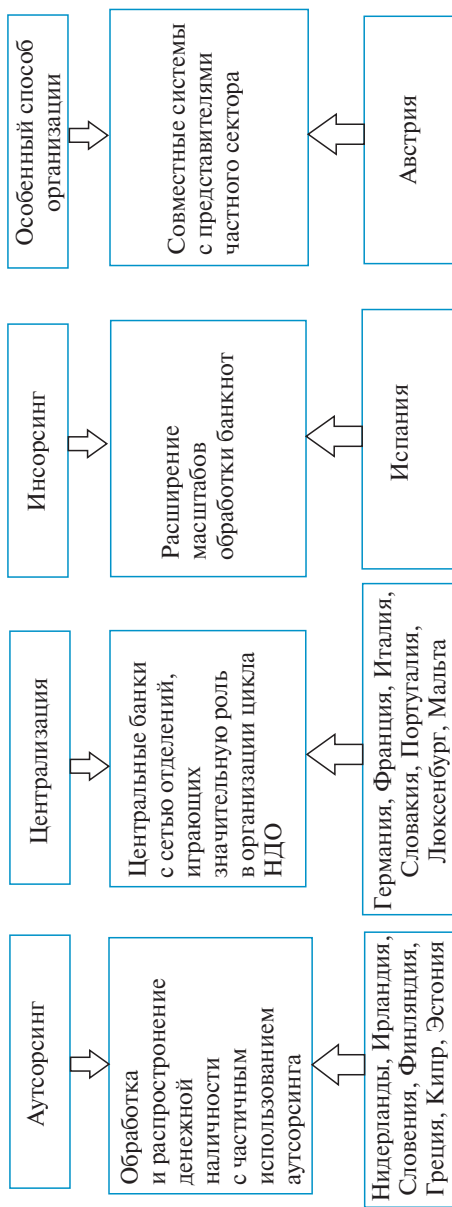 Аутсорсинг
Обработка
и распростронение
денежной
наличности
с частичным
использованием
аутсорсинга
Нидерланды, Ирландия,
Словения, Финляндия,
Греция, Кипр, Эстония
Централизация
Центральные банки
с сетью отделений,
играющих
значительную роль
в организации цикла
НДО
Германия, Франция, Италия,
Словакия, Португалия,
Люксенбург, Мальта
Инсорсинг
Расширение
масштабов
обработки банкнот
Испания
Особенный способ
организации
Совместные системы
с представителями
частного сектора
Австрия